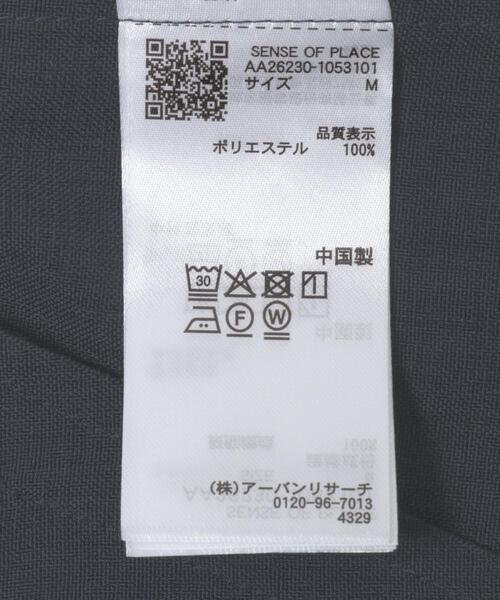 SENSE OF PLACE
AA26230-1053101
サイズ M
品質表示
ポリエステル 100%
中国製
30
F W
(株)アーバンリサーチ
0120-96-7013
4329